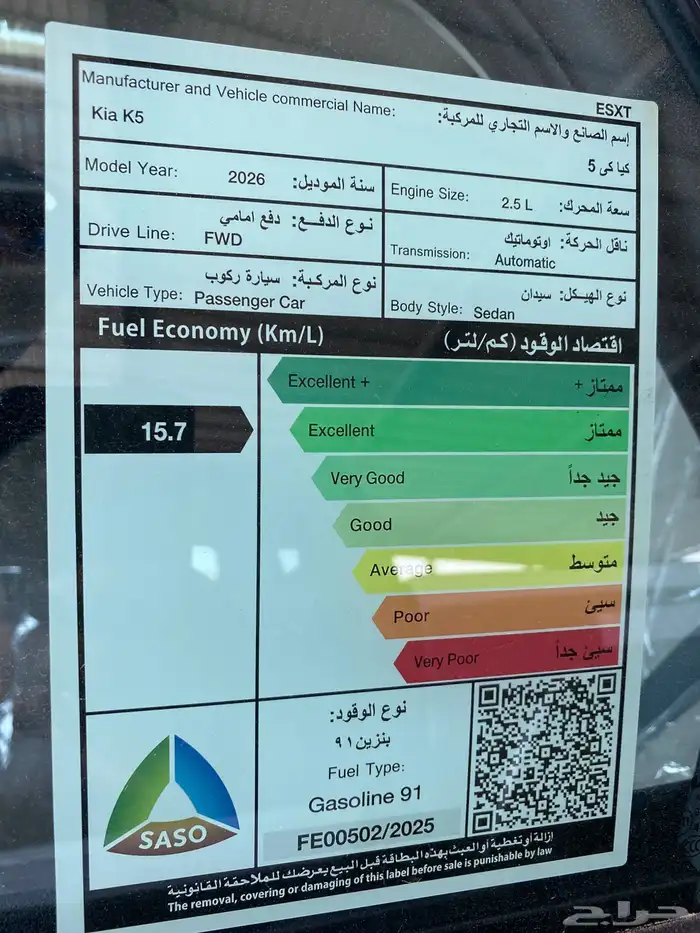 ESXT
Manufacturer and Vehicle commercial Name:
إسم الصانع والاسم التجاري للمركبة:
Kia K5
كيا كى 5
Model Year: 2026 سنة الموديل:
Engine Size: 2.5 L سعة المحرك:
Drive Line: FWD
نوع الدفع: دفع امامي
Transmission: Automatic
ناقل الحركة: اوتوماتيك
Vehicle Type: Passenger Car
نوع المركبة: سيارة ركوب
Body Style: Sedan
نوع الهيكل: سيدان
Fuel Economy (Km/L)
اقتصاد الوقود (كم/لتر)
15.7
Excellent + ممتاز +
Excellent ممتاز
Very Good جيد جداً
Good جيد
Average متوسط
Poor سيئ
Very Poor سيئ جداً
نوع الوقود:
بنزين ٩١
Fuel Type:
Gasoline 91
FE00502/2025
SASO
إزالة أو تغطية أو العبث بهذه البطاقة قبل البيع يعرضك للملاحقة القانونية
The removal, covering or damaging of this label before sale is punishable by law
حراج